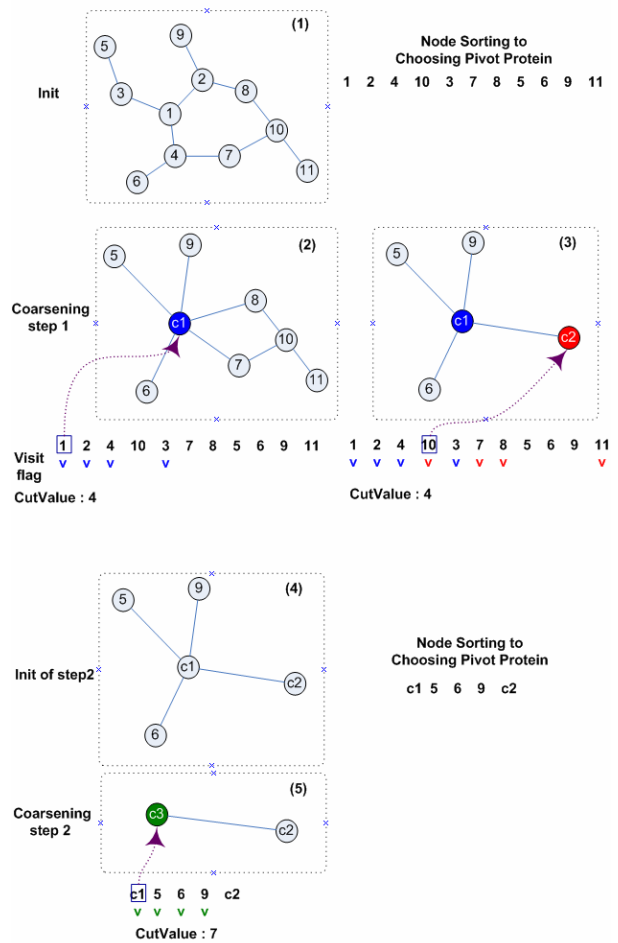 (1)
5
9
2
8
3
1
10
4
7
6
11
Init
Node Sorting to
Choosing Pivot Protein
1 2 4 10 3 7 8 5 6 9 11
(2)
5
9
8
c1
10
7
6
11
(3)
5
9
c1
c2
6
Coarsening
step 1
1 2 4 10 3 7 8 5 6 9 11
Visit
flag
v v v v
CutValue : 4
1 2 4 10 3 7 8 5 6 9 11
v v v v v v v v
CutValue : 4
(4)
5
9
c1
c2
6
Init of step2
Node Sorting to
Choosing Pivot Protein
c1 5 6 9 c2
(5)
c3
c2
Coarsening
step 2
c1 5 6 9 c2
v v v v
CutValue : 7